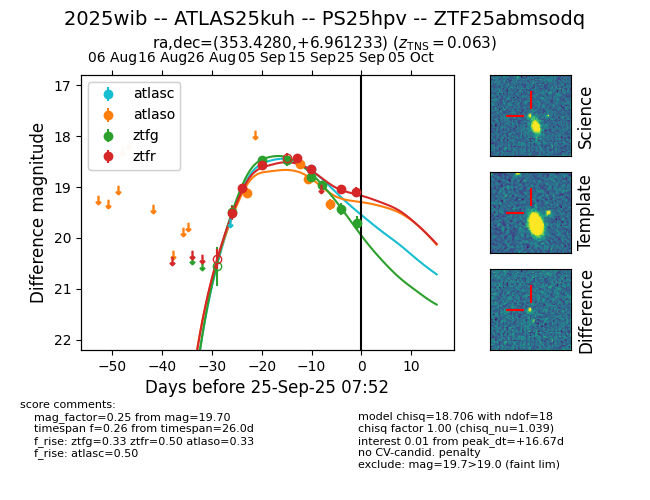 2025wib -- ATLAS25kuh -- PS25hpv -- ZTF25abmsodq
ra,dec=(353.4280,+6.961233) (z_TNS = 0.063)
06 Aug 16 Aug 26 Aug 05 Sep 15 Sep 25 Sep 05 Oct
17
18
19
20
21
22
Difference magnitude
atlasc
atlaso
ztfg
ztfr
−50 −40 −30 −20 −10 0 10
Days before 25-Sep-25 07:52
Science
Template
Difference
score comments:
mag_factor=0.25 from mag=19.70
timespan f=0.26 from timespan=26.0d
f_rise: ztfg=0.33 ztfr=0.50 atlaso=0.33
f_rise: atlasc=0.50
model chisq=18.706 with ndof=18
chisq factor 1.00 (chisq_nu=1.039)
interest 0.01 from peak_dt=+16.67d
no CV-candid. penalty
exclude: mag=19.7>19.0 (faint lim)